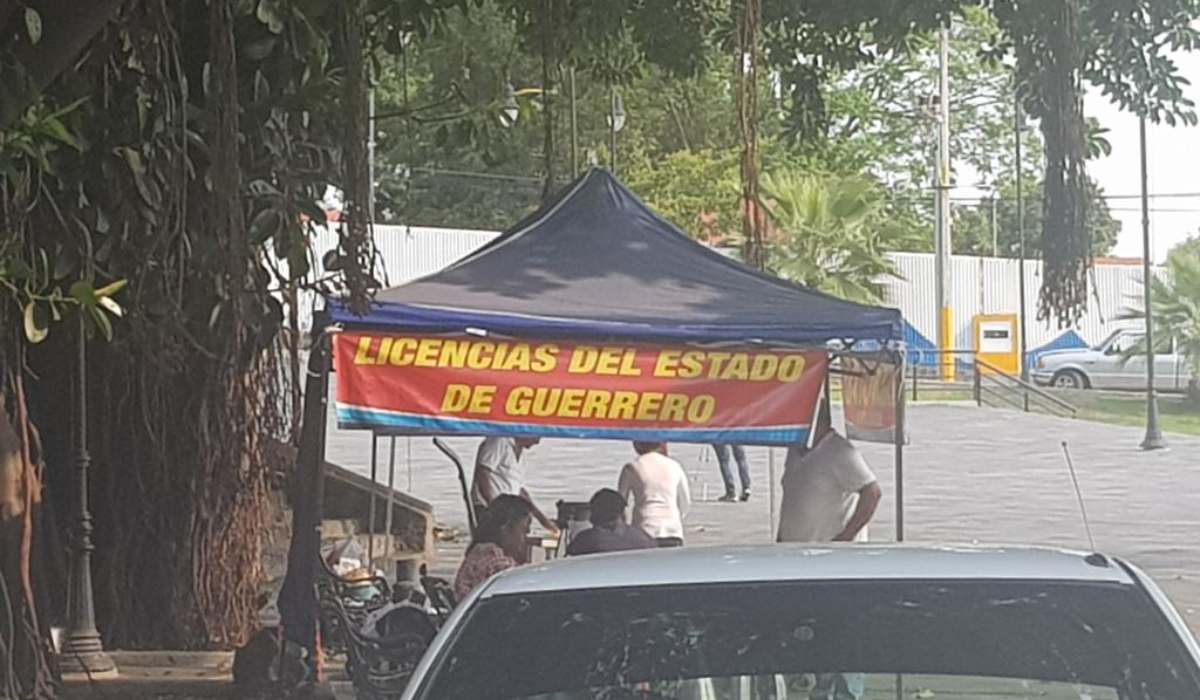 LICENCIAS DEL ESTADO
DE GUERRERO